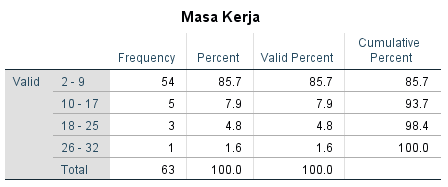 Masa Kerja
Frequency Percent Valid Percent Cumulative Percent
Valid 2 - 9 54 85.7 85.7 85.7
10 - 17 5 7.9 7.9 93.7
18 - 25 3 4.8 4.8 98.4
26 - 32 1 1.6 1.6 100.0
Total 63 100.0 100.0